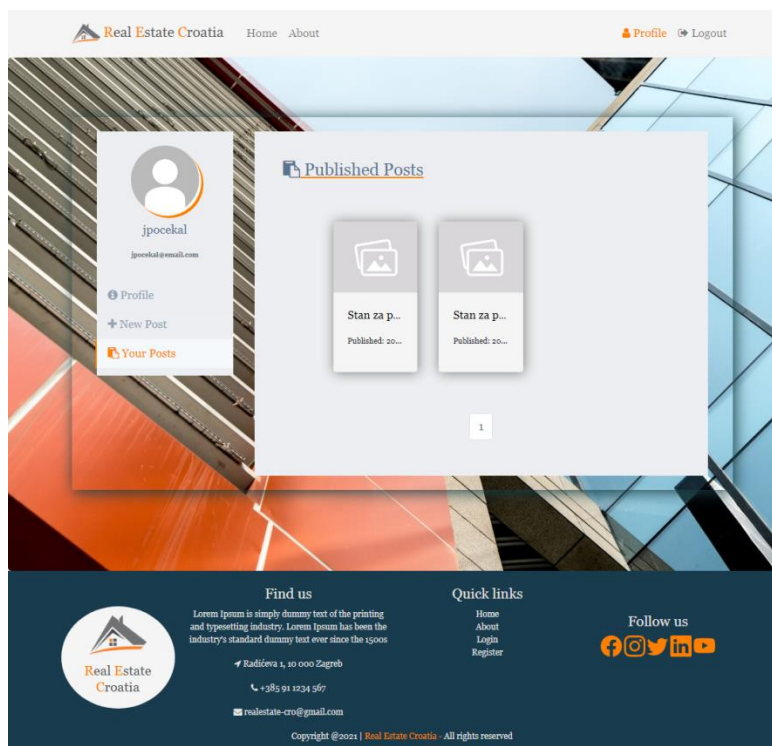 Real Estate Croatia
Home
About
Profile
Logout
jpocekal
jpocekal@email.com
Profile
New Post
Your Posts
Published Posts
Stan za p...
Published: 20...
Stan za p...
Published: 20...
1
Real Estate
Croatia
Find us
Lorem Ipsum is simply dummy text of the printing
and typesetting industry. Lorem Ipsum has been the
industry's standard dummy text ever since the 1500s
Radićeva 1, 10 000 Zagreb
+385 91 1234 567
realestate-cro@gmail.com
Quick links
Home
About
Login
Register
Follow us
Copyright @2021 | Real Estate Croatia - All rights reserved